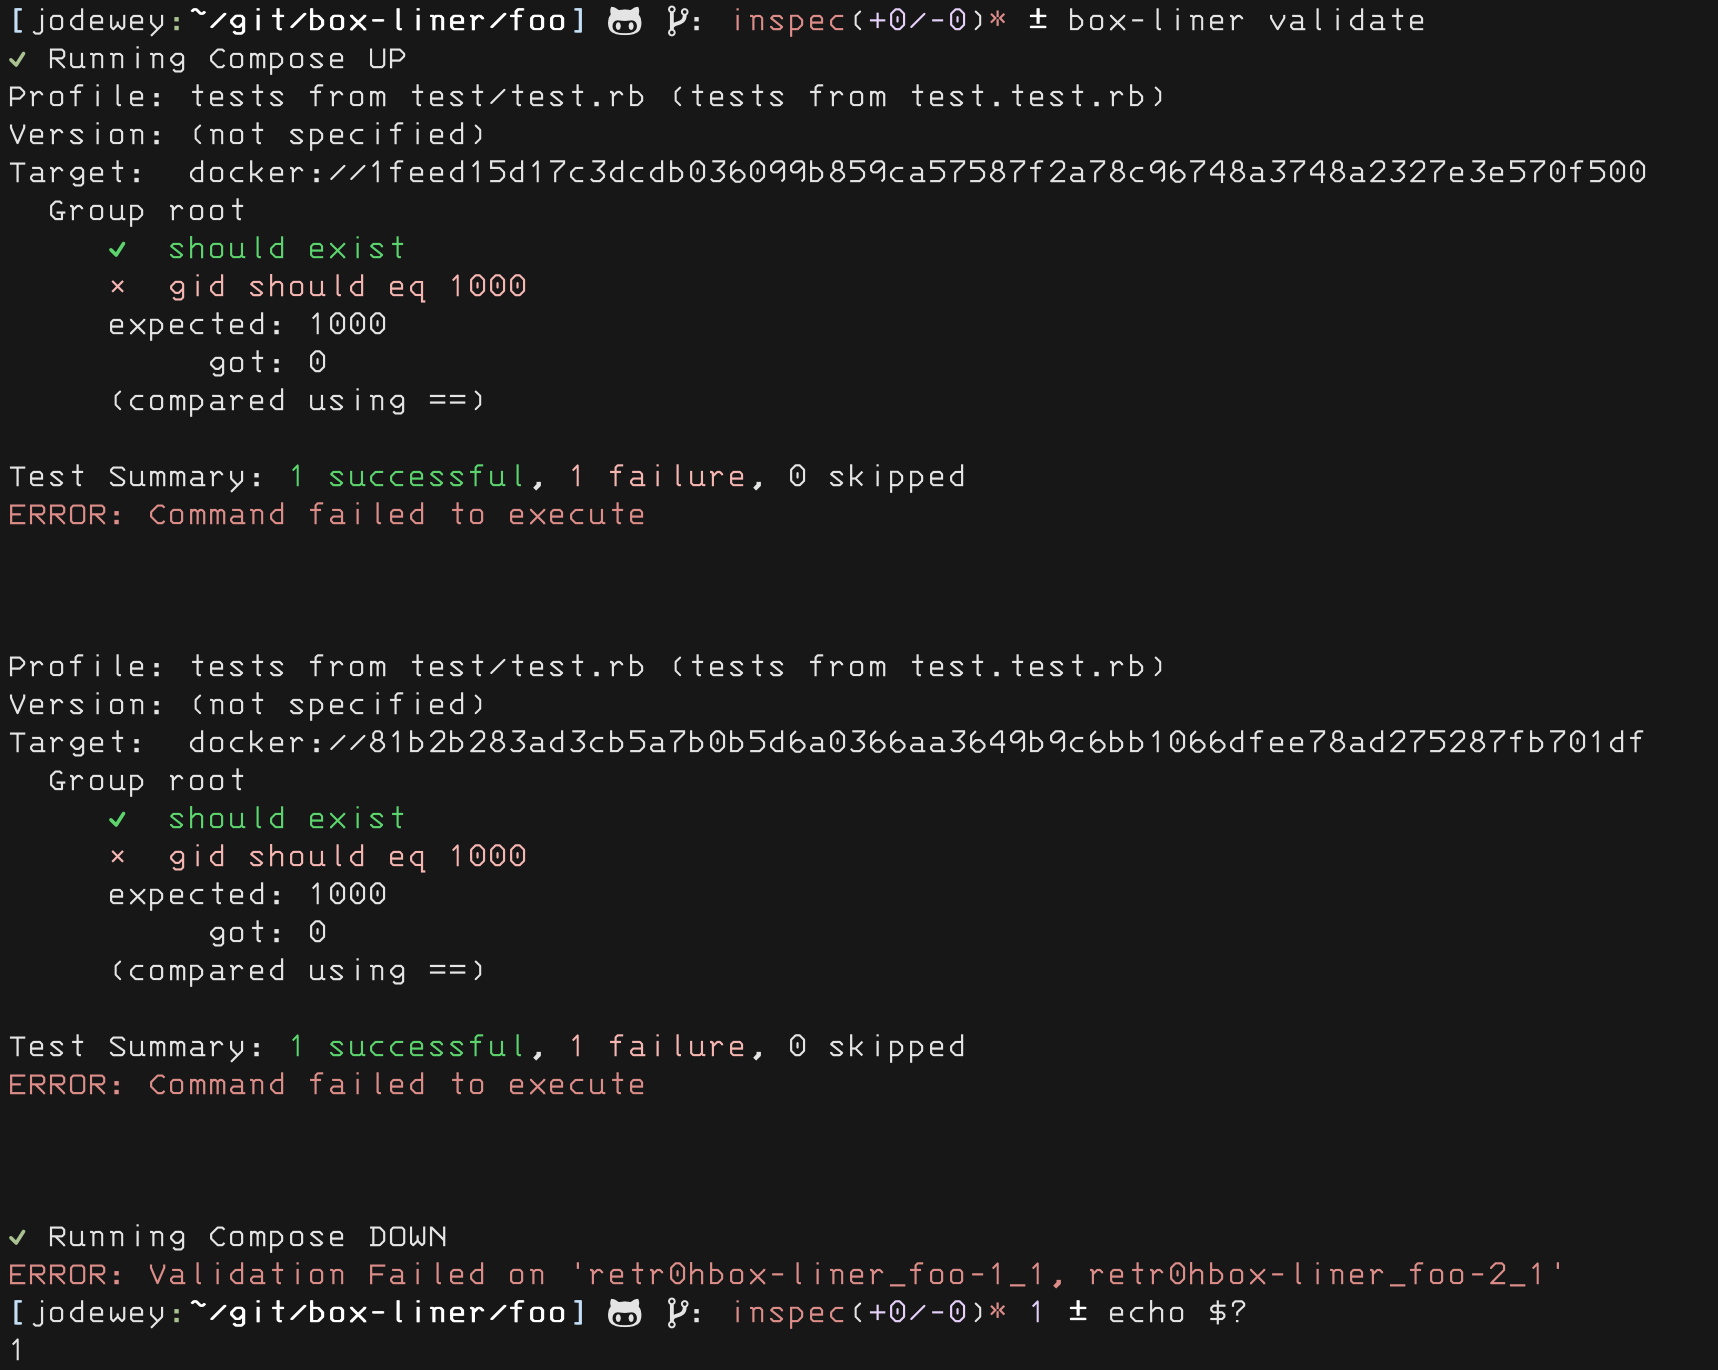 [jodewey:~/git/box-liner/foo] : inspec(+0/-0)* ± box-liner validate
✔ Running Compose UP
Profile: tests from test/test.rb (tests from test.test.rb)
Version: (not specified)
Target:  docker://1feed15d17c3dcdb036099b859ca57587f2a78c96748a3748a2327e3e570f500
  Group root
     ✔  should exist
     ×  gid should eq 1000
     expected: 1000
          got: 0
     (compared using ==)
Test Summary: 1 successful, 1 failure, 0 skipped
ERROR: Command failed to execute
Profile: tests from test/test.rb (tests from test.test.rb)
Version: (not specified)
Target:  docker://81b2b283ad3cb5a7b0b5d6a0366aa3649b9c6bb1066dfee78ad275287fb701df
  Group root
     ✔  should exist
     ×  gid should eq 1000
     expected: 1000
          got: 0
     (compared using ==)
Test Summary: 1 successful, 1 failure, 0 skipped
ERROR: Command failed to execute
✔ Running Compose DOWN
ERROR: Validation Failed on 'retr0hbox-liner_foo-1_1, retr0hbox-liner_foo-2_1'
[jodewey:~/git/box-liner/foo] : inspec(+0/-0)* 1 ± echo $?
1